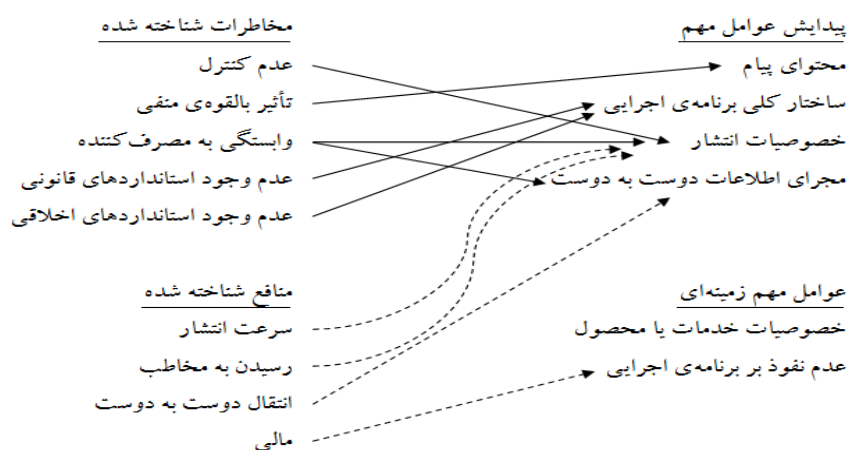 پیدایش عوامل مهم
محتوای پیام
ساختار کلی برنامه‌ی اجرایی
خصوصیات انتشار
مجرای اطلاعات دوست به دوست
مخاطرات شناخته شده
عدم کنترل
تأثیر بالقوه‌ی منفی
وابستگی به مصرف‌کننده
عدم وجود استانداردهای قانونی
عدم وجود استانداردهای اخلاقی
عوامل مهم زمینه‌ای
خصوصیات خدمات یا محصول
عدم نفوذ بر برنامه‌ی اجرایی
منافع شناخته شده
سرعت انتشار
رسیدن به مخاطب
انتقال دوست به دوست
مالی